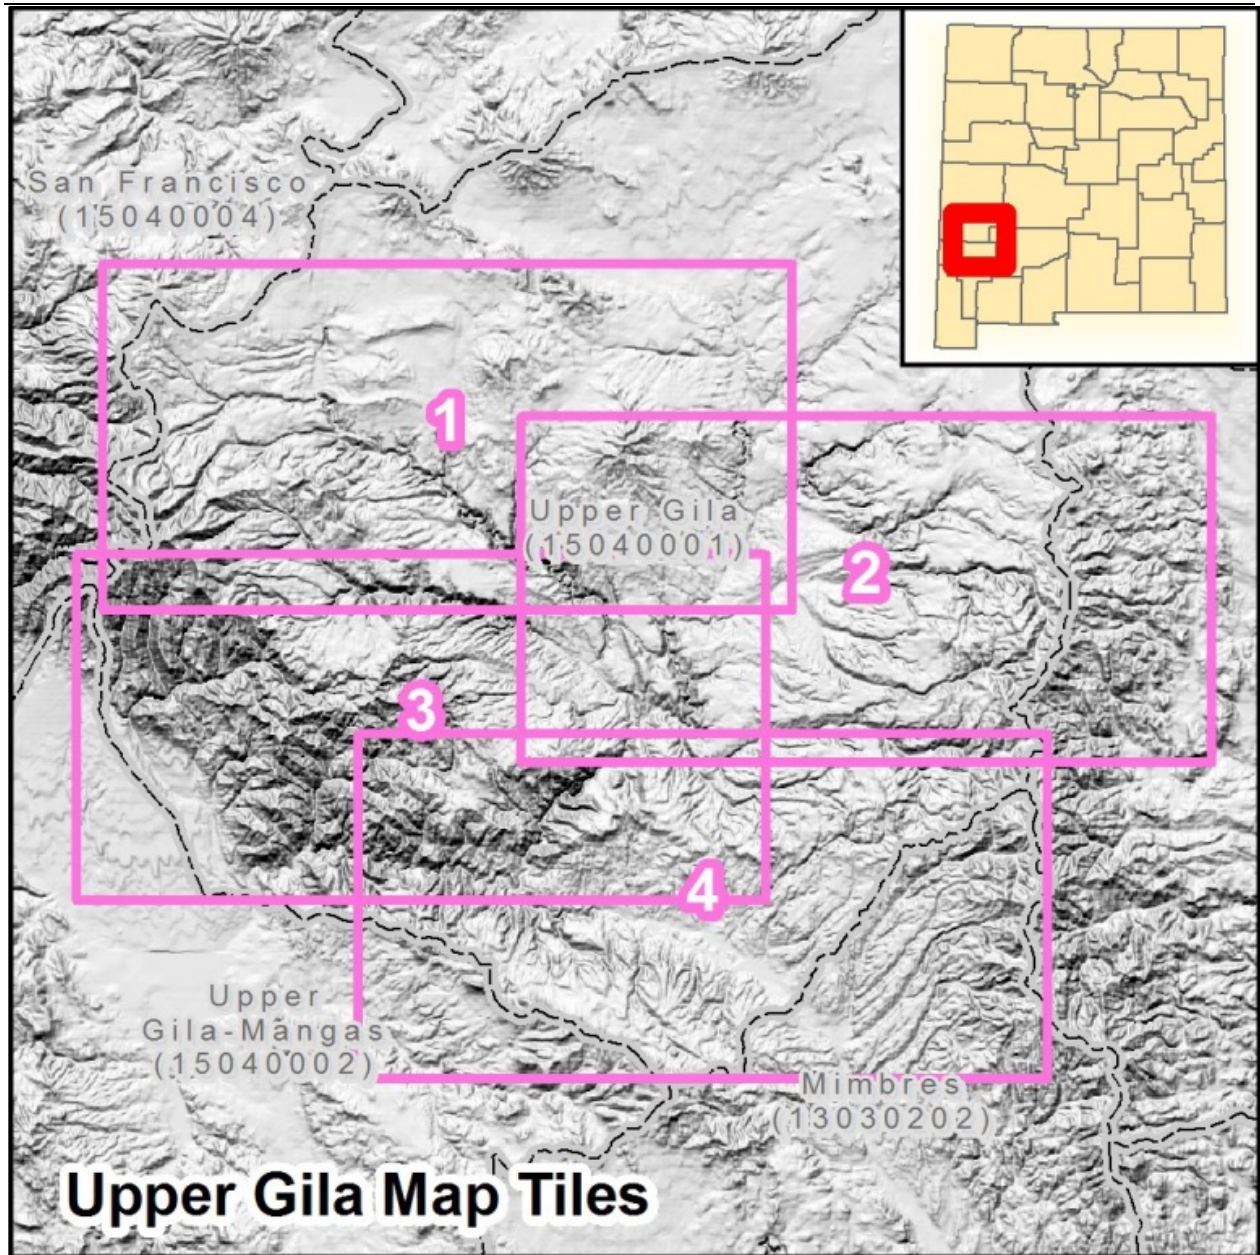 San Francisco
(15040004)
1
Upper Gila
(15040001)
2
3
4
Upper
Gila-Mangas
(15040002)
Mimbres
(13030202)
Upper Gila Map Tiles